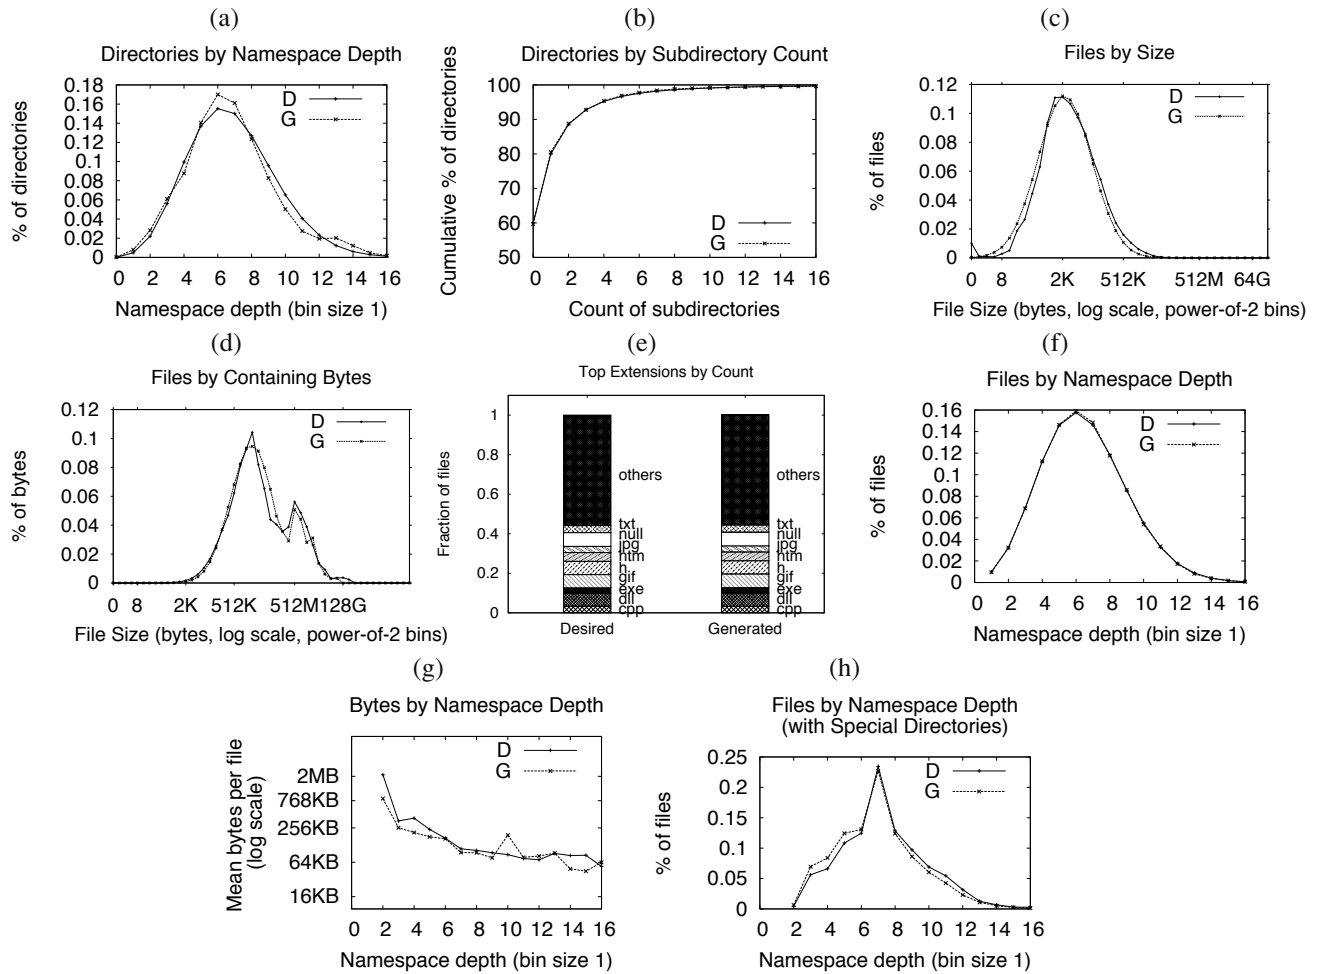 (a)
Directories by Namespace Depth
% of directories
0.18
0.16
0.14
0.12
0.1
0.08
0.06
0.04
0.02
0
D
G
0 2 4 6 8 10 12 14 16
Namespace depth (bin size 1)
(b)
Directories by Subdirectory Count
Cumulative % of directories
100
90
80
70
60
50
D
G
0 2 4 6 8 10 12 14 16
Count of subdirectories
(c)
Files by Size
% of files
0.12
0.1
0.08
0.06
0.04
0.02
0
D
G
0 8 2K 512K 512M 64G
File Size (bytes, log scale, power-of-2 bins)
(d)
Files by Containing Bytes
% of bytes
0.12
0.1
0.08
0.06
0.04
0.02
0
D
G
0 8 2K 512K 512M 128G
File Size (bytes, log scale, power-of-2 bins)
(e)
Top Extensions by Count
Fraction of files
1
0.8
0.6
0.4
0.2
0
others
txt
null
jpg
htm
h
gif
exe
dll
cpp
others
txt
null
jpg
htm
h
gif
exe
dll
cpp
Desired Generated
(f)
Files by Namespace Depth
% of files
0.16
0.14
0.12
0.1
0.08
0.06
0.04
0.02
0
D
G
0 2 4 6 8 10 12 14 16
Namespace depth (bin size 1)
(g)
Bytes by Namespace Depth
Mean bytes per file
(log scale)
2MB
768KB
256KB
64KB
16KB
D
G
0 2 4 6 8 10 12 14 16
Namespace depth (bin size 1)
(h)
Files by Namespace Depth
(with Special Directories)
% of files
0.25
0.2
0.15
0.1
0.05
0
D
G
0 2 4 6 8 10 12 14 16
Namespace depth (bin size 1)